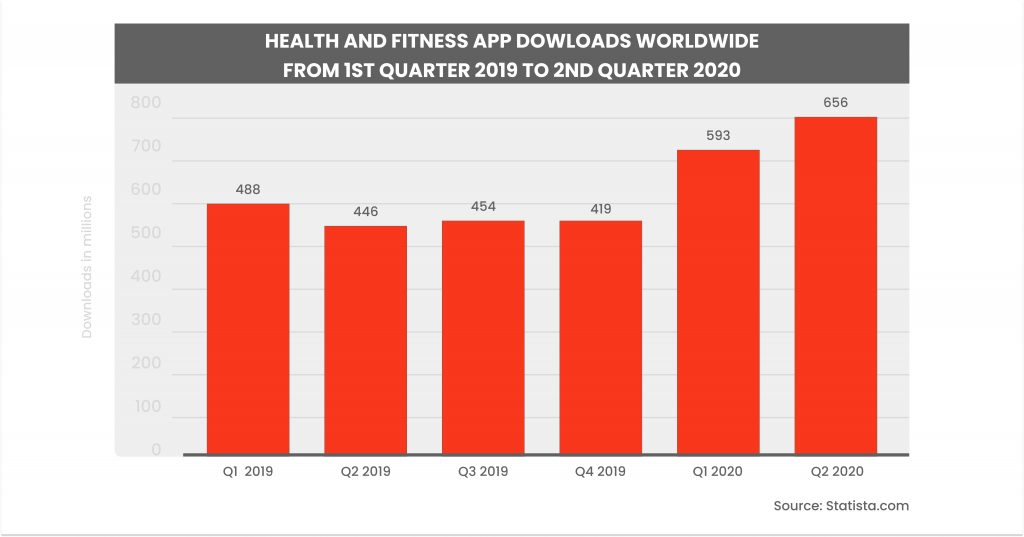 HEALTH AND FITNESS APP DOWLOADS WORLDWIDE
FROM 1ST QUARTER 2019 TO 2ND QUARTER 2020
Downloads in millions
800
700
600
500
400
300
200
100
0
488
446
454
419
593
656
Q1 2019
Q2 2019
Q3 2019
Q4 2019
Q1 2020
Q2 2020
Source: Statista.com